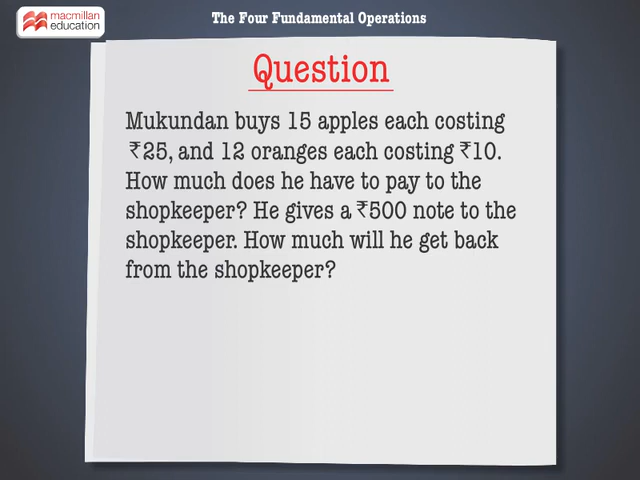 macmillan
education
The Four Fundamental Operations
Question
Mukundan buys 15 apples each costing
₹25, and 12 oranges each costing ₹10.
How much does he have to pay to the
shopkeeper? He gives a ₹500 note to the
shopkeeper. How much will he get back
from the shopkeeper?